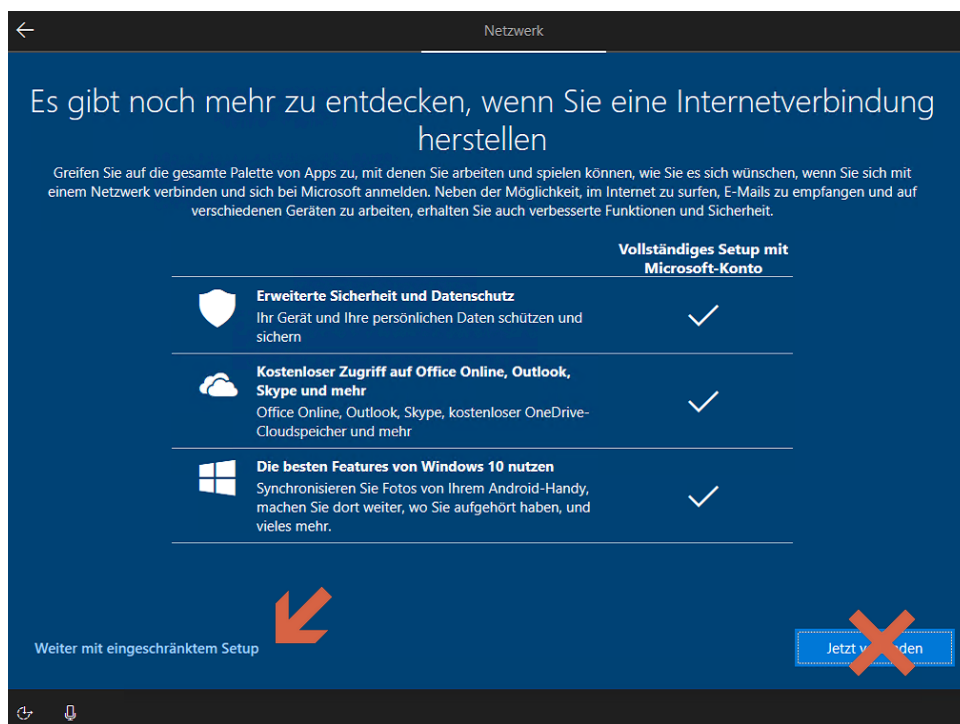 Netzwerk
Es gibt noch mehr zu entdecken, wenn Sie eine Internetverbindung
herstellen
Greifen Sie auf die gesamte Palette von Apps zu, mit denen Sie arbeiten und spielen können, wie Sie es sich wünschen, wenn Sie sich mit
einem Netzwerk verbinden und sich bei Microsoft anmelden. Neben der Möglichkeit, im Internet zu surfen, E-Mails zu empfangen und auf
verschiedenen Geräten zu arbeiten, erhalten Sie auch verbesserte Funktionen und Sicherheit.
Vollständiges Setup mit
Microsoft-Konto
Erweiterte Sicherheit und Datenschutz
Ihr Gerät und Ihre persönlichen Daten schützen und
sichern
Kostenloser Zugriff auf Office Online, Outlook,
Skype und mehr
Office Online, Outlook, Skype, kostenloser OneDrive-
Cloudspeicher und mehr
Die besten Features von Windows 10 nutzen
Synchronisieren Sie Fotos von Ihrem Android-Handy,
machen Sie dort weiter, wo Sie aufgehört haben, und
vieles mehr.
Weiter mit eingeschränktem Setup
Jetzt